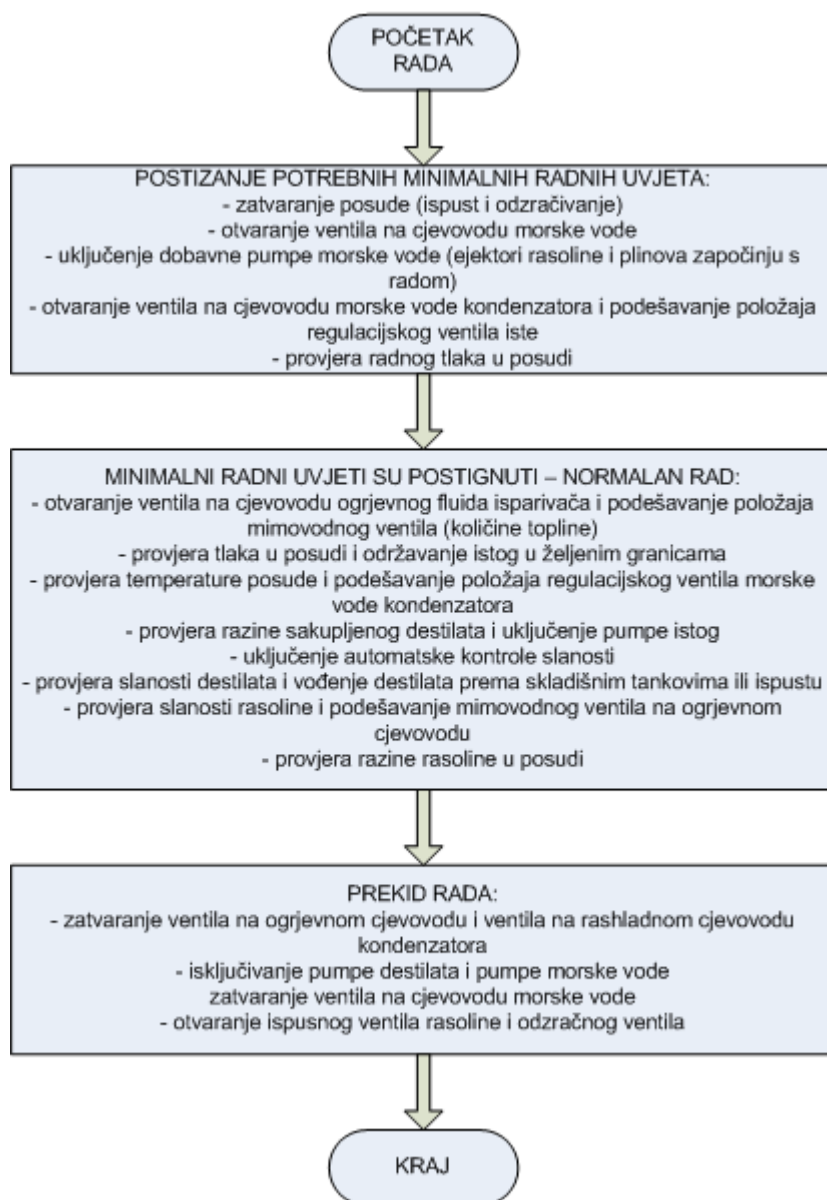 POČETAK
RADA
POSTIZANJE POTREBNIH MINIMALNIH RADNIH UVJETA:
- zatvaranje posude (ispust i odzračivanje)
- otvaranje ventila na cjevovodu morske vode
- uključenje dobavne pumpe morske vode (ejektori rasoline i plinova započinju s
radom)
- otvaranje ventila na cjevovodu morske vode kondenzatora i podešavanje položaja
regulacijskog ventila iste
- provjera radnog tlaka u posudi
MINIMALNI RADNI UVJETI SU POSTIGNUTI – NORMALAN RAD:
- otvaranje ventila na cjevovodu ogrjevnog fluida isparivača i podešavanje položaja
mimovodnog ventila (količine topline)
- provjera tlaka u posudi i održavanje istog u željenim granicama
- provjera temperature posude i podešavanje položaja regulacijskog ventila morske
vode kondenzatora
- provjera razine sakupljenog destilata i uključenje pumpe istog
- uključenje automatske kontrole slanosti
- provjera slanosti destilata i vođenje destilata prema skladišnim tankovima ili ispustu
- provjera slanosti rasoline i podešavanje mimovodnog ventila na ogrjevnom
cjevovodu
- provjera razine rasoline u posudi
PREKID RADA:
- zatvaranje ventila na ogrjevnom cjevovodu i ventila na rashladnom cjevovodu
kondenzatora
- isključivanje pumpe destilata i pumpe morske vode
zatvaranje ventila na cjevovodu morske vode
- otvaranje ispusnog ventila rasoline i odzračnog ventila
KRAJ